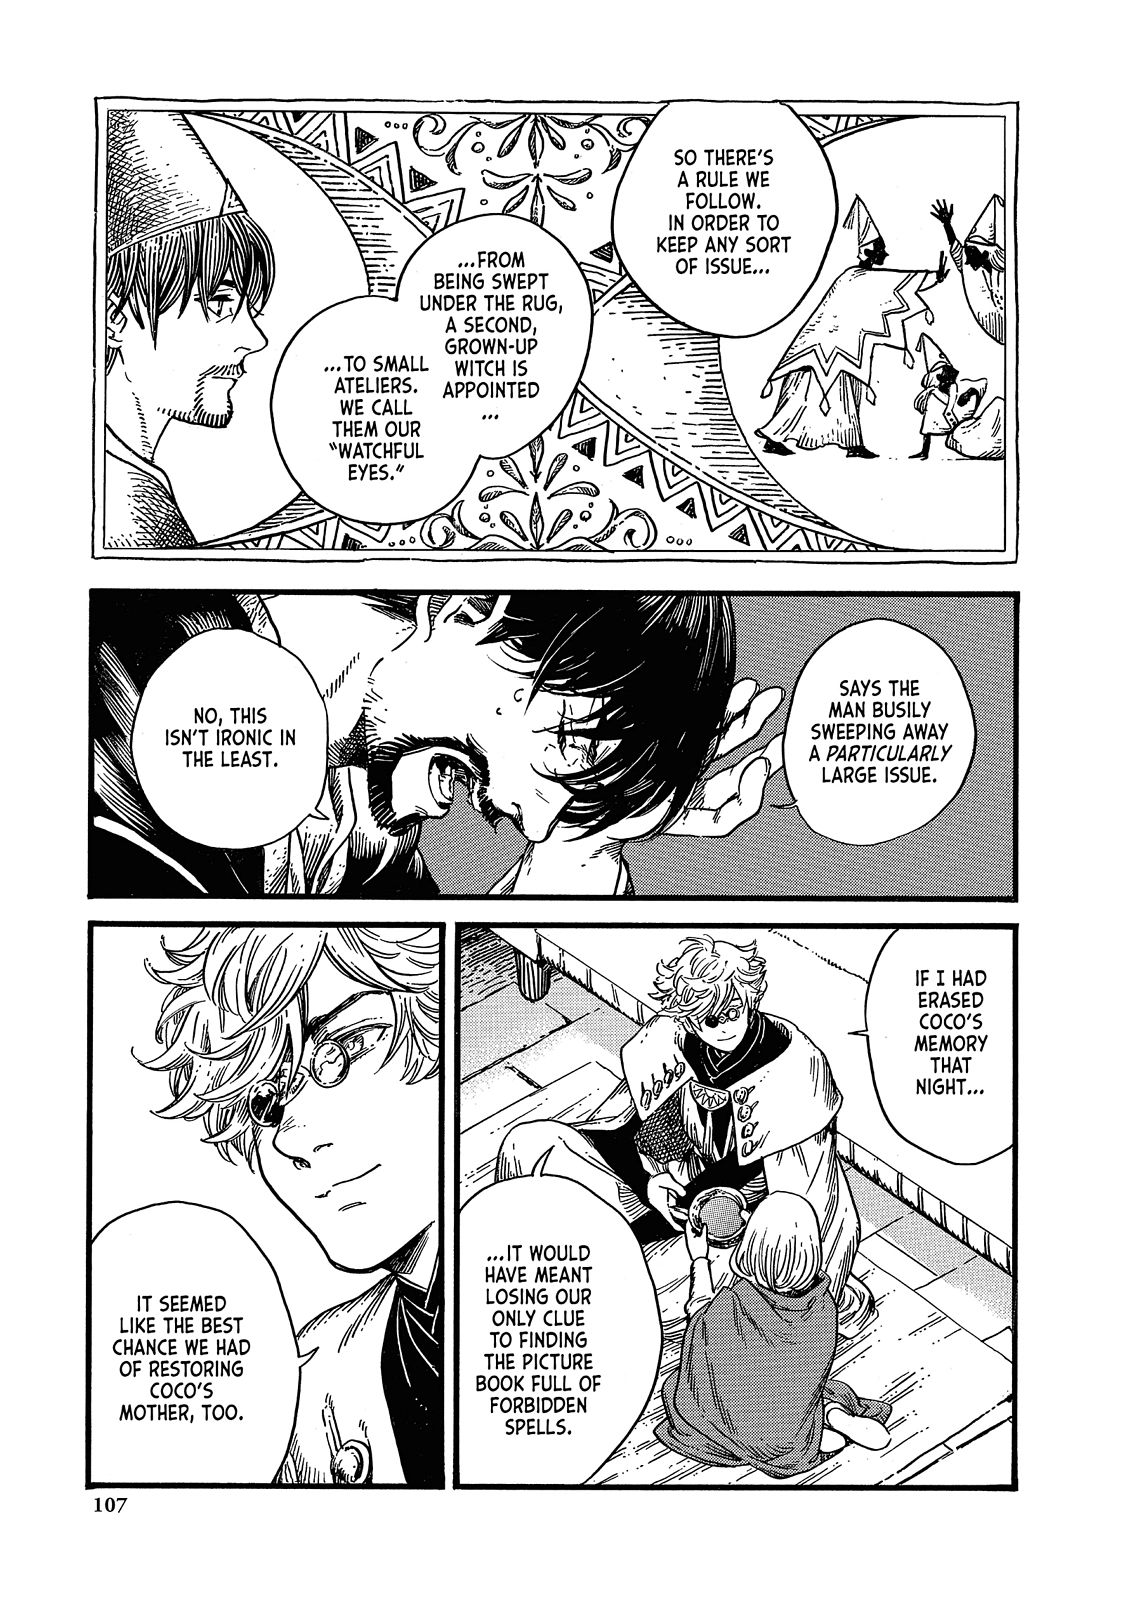 SO THERE'S
A RULE WE
FOLLOW.
IN ORDER TO
KEEP ANY SORT
OF ISSUE...
...FROM
BEING SWEPT
UNDER THE RUG,
A SECOND,
GROWN-UP
WITCH IS
APPOINTED
...
...TO SMALL
ATELIERS.
WE CALL
THEM OUR
"WATCHFUL
EYES."
SAYS THE
MAN BUSILY
SWEEPING AWAY
A PARTICULARLY
LARGE ISSUE.
NO, THIS
ISN'T IRONIC IN
THE LEAST.
IF I HAD
ERASED
COCO'S
MEMORY
THAT
NIGHT...
...IT WOULD
HAVE MEANT
LOSING OUR
ONLY CLUE
TO FINDING
THE PICTURE
BOOK FULL OF
FORBIDDEN
SPELLS.
IT SEEMED
LIKE THE BEST
CHANCE WE HAD
OF RESTORING
COCO'S
MOTHER, TOO.
107